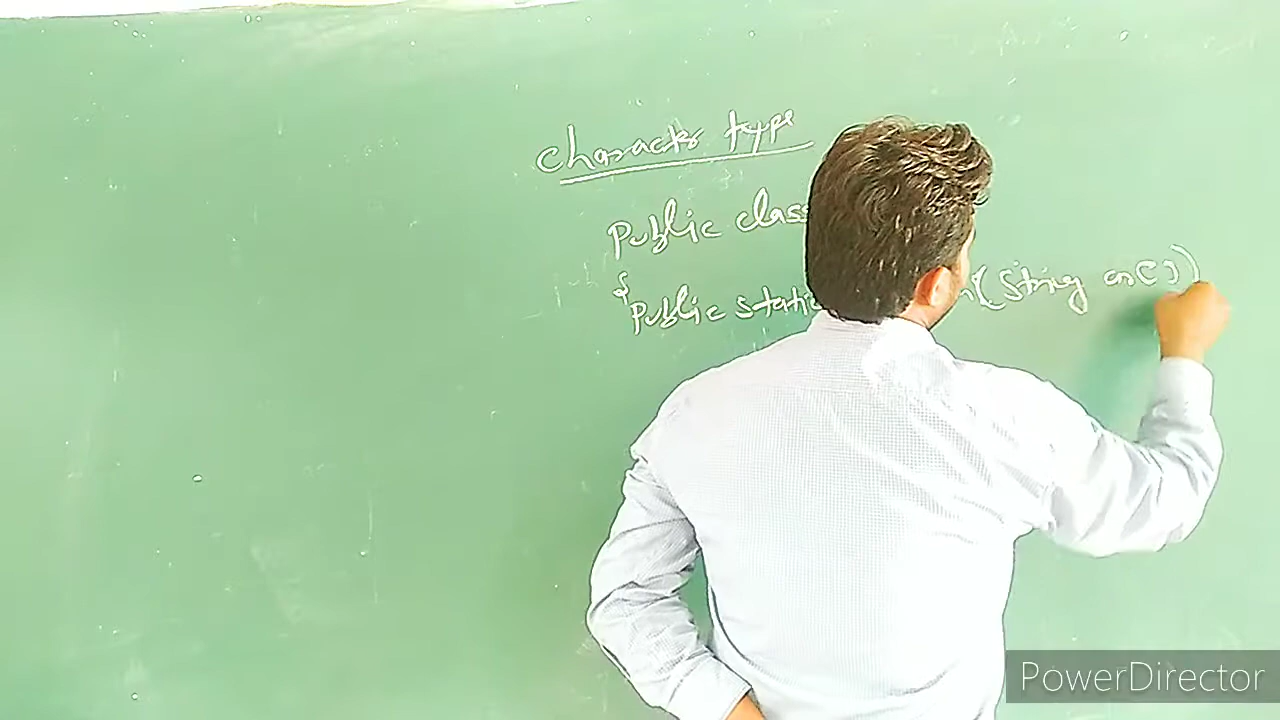 Character type
Public class
{
Public static n(String ar[])
PowerDirector